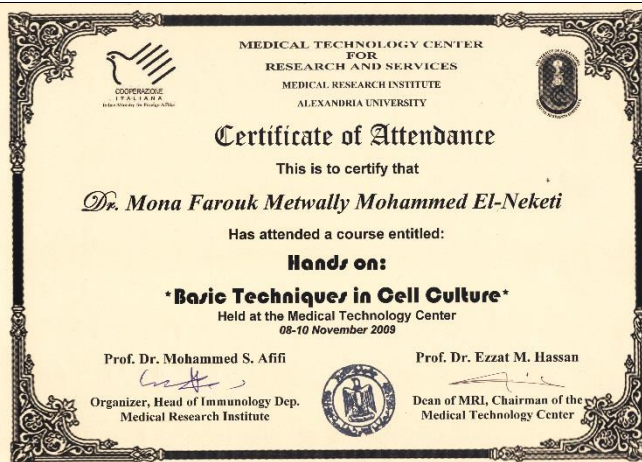 MEDICAL TECHNOLOGY CENTER
FOR
RESEARCH AND SERVICES
MEDICAL RESEARCH INSTITUTE
ALEXANDRIA UNIVERSITY
COOPERAZIONE
ITALIANA
Certificate of Attendance
This is to certify that
Dr. Mona Farouk Metwally Mohammed El-Neketi
Has attended a course entitled:
Hands on:
*Basic Techniques in Cell Culture*
Held at the Medical Technology Center
08-10 November 2009
Prof. Dr. Mohammed S. Afifi
Organizer, Head of Immunology Dep.
Medical Research Institute
Prof. Dr. Ezzat M. Hassan
Dean of MRI, Chairman of the
Medical Technology Center